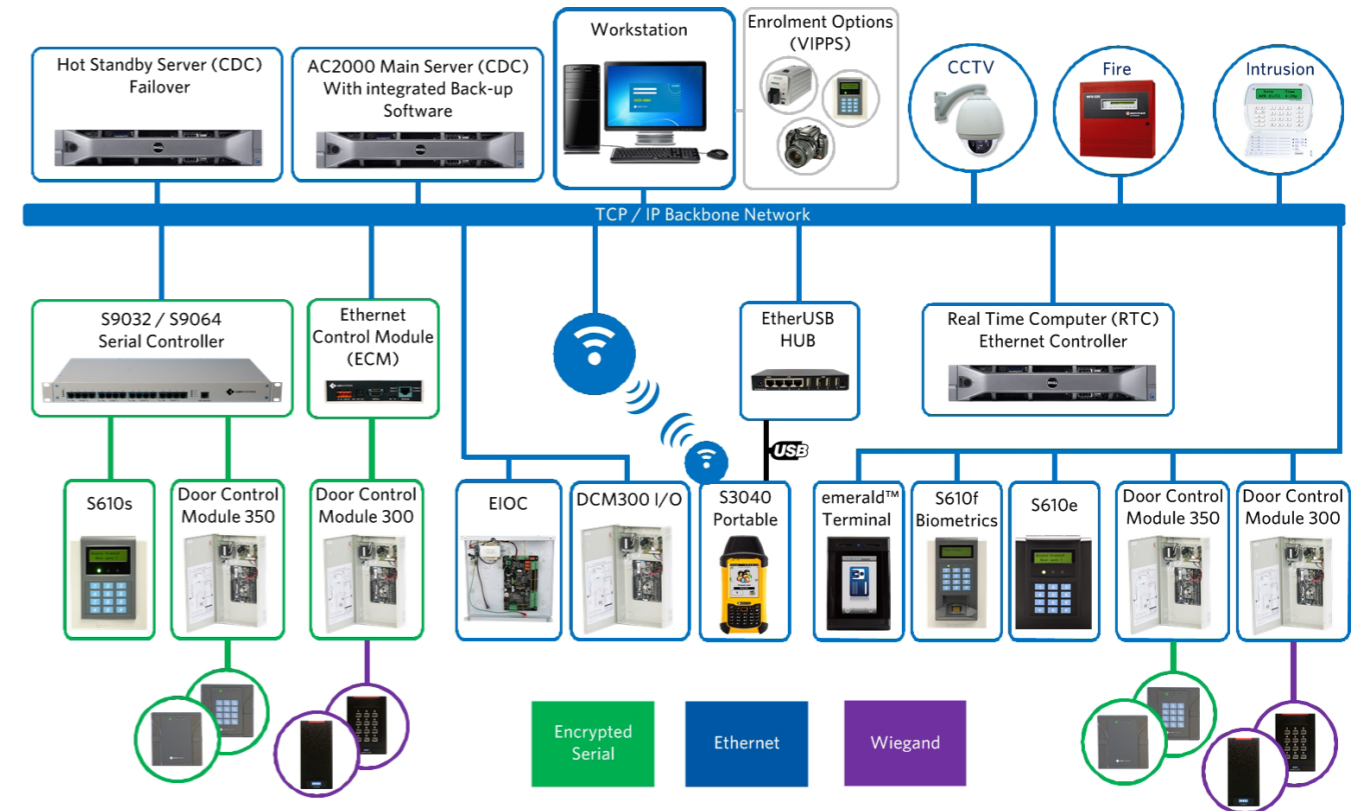 Hot Standby Server (CDC)
Failover
AC2000 Main Server (CDC)
With integrated Back-up
Software
Workstation
Enrolment Options
(VIPPS)
CCTV
Fire
Intrusion
TCP / IP Backbone Network
S9032 / S9064
Serial Controller
Ethernet
Control Module
(ECM)
EtherUSB
HUB
Real Time Computer (RTC)
Ethernet Controller
USB
S610s
Door Control
Module 350
Door Control
Module 300
EIOC
DCM300 I/O
S3040
Portable
emerald™
Terminal
S610f
Biometrics
S610e
Door Control
Module 350
Door Control
Module 300
Encrypted
Serial
Ethernet
Wiegand